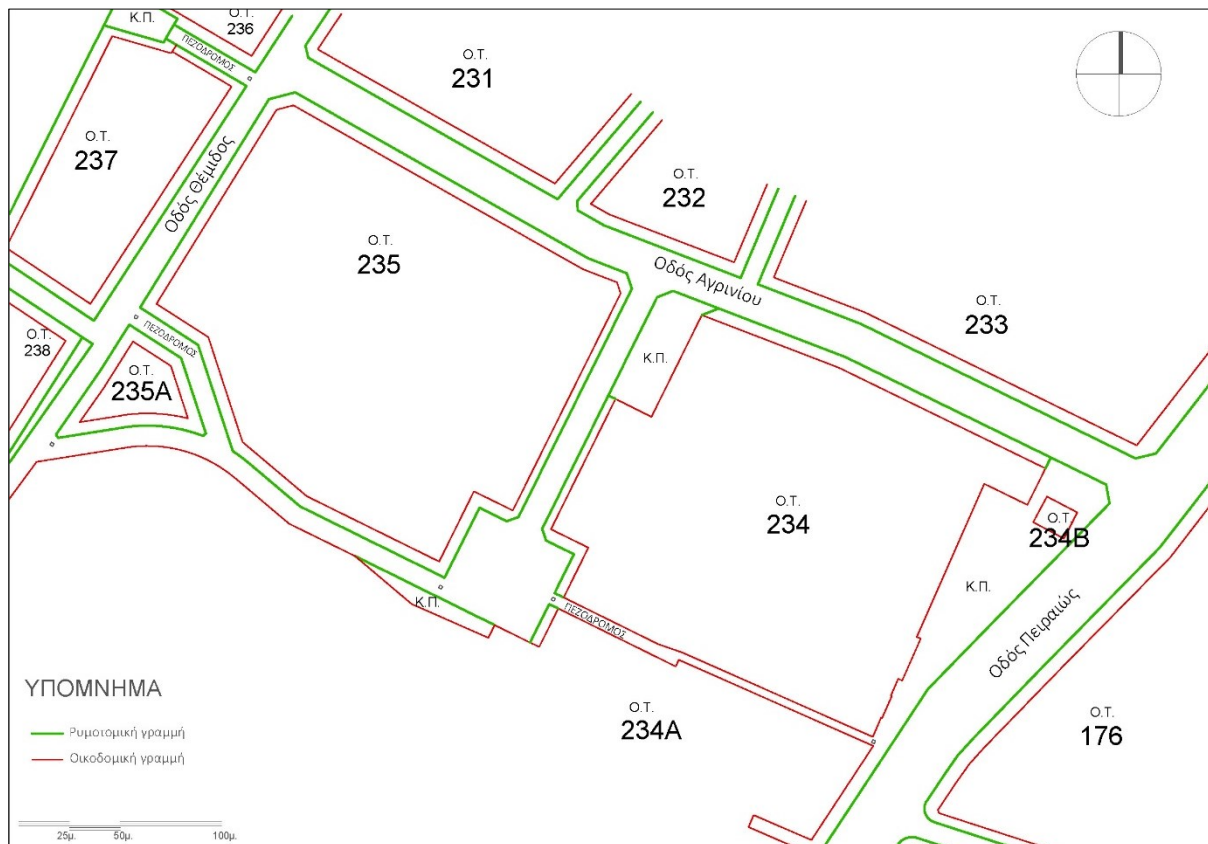 Κ.Π.
Ο.Τ.
236
ΠΕΖΟΔΡΟΜΟΣ
Ο.Τ.
231
Ο.Τ.
237
Οδός Θέμιδος
Ο.Τ.
232
Ο.Τ.
235
Οδός Αγρινίου
Ο.Τ.
233
Ο.Τ.
238
ΠΕΖΟΔΡΟΜΟΣ
Ο.Τ.
235Α
Κ.Π.
Ο.Τ.
234
Ο.Τ
234Β
Κ.Π.
Κ.Π.
ΠΕΖΟΔΡΟΜΟΣ
Οδός Πειραιώς
Ο.Τ.
234Α
Ο.Τ.
176
ΥΠΟΜΝΗΜΑ
Ρυμοτομική γραμμή
Οικοδομική γραμμή
25μ. 50μ. 100μ.